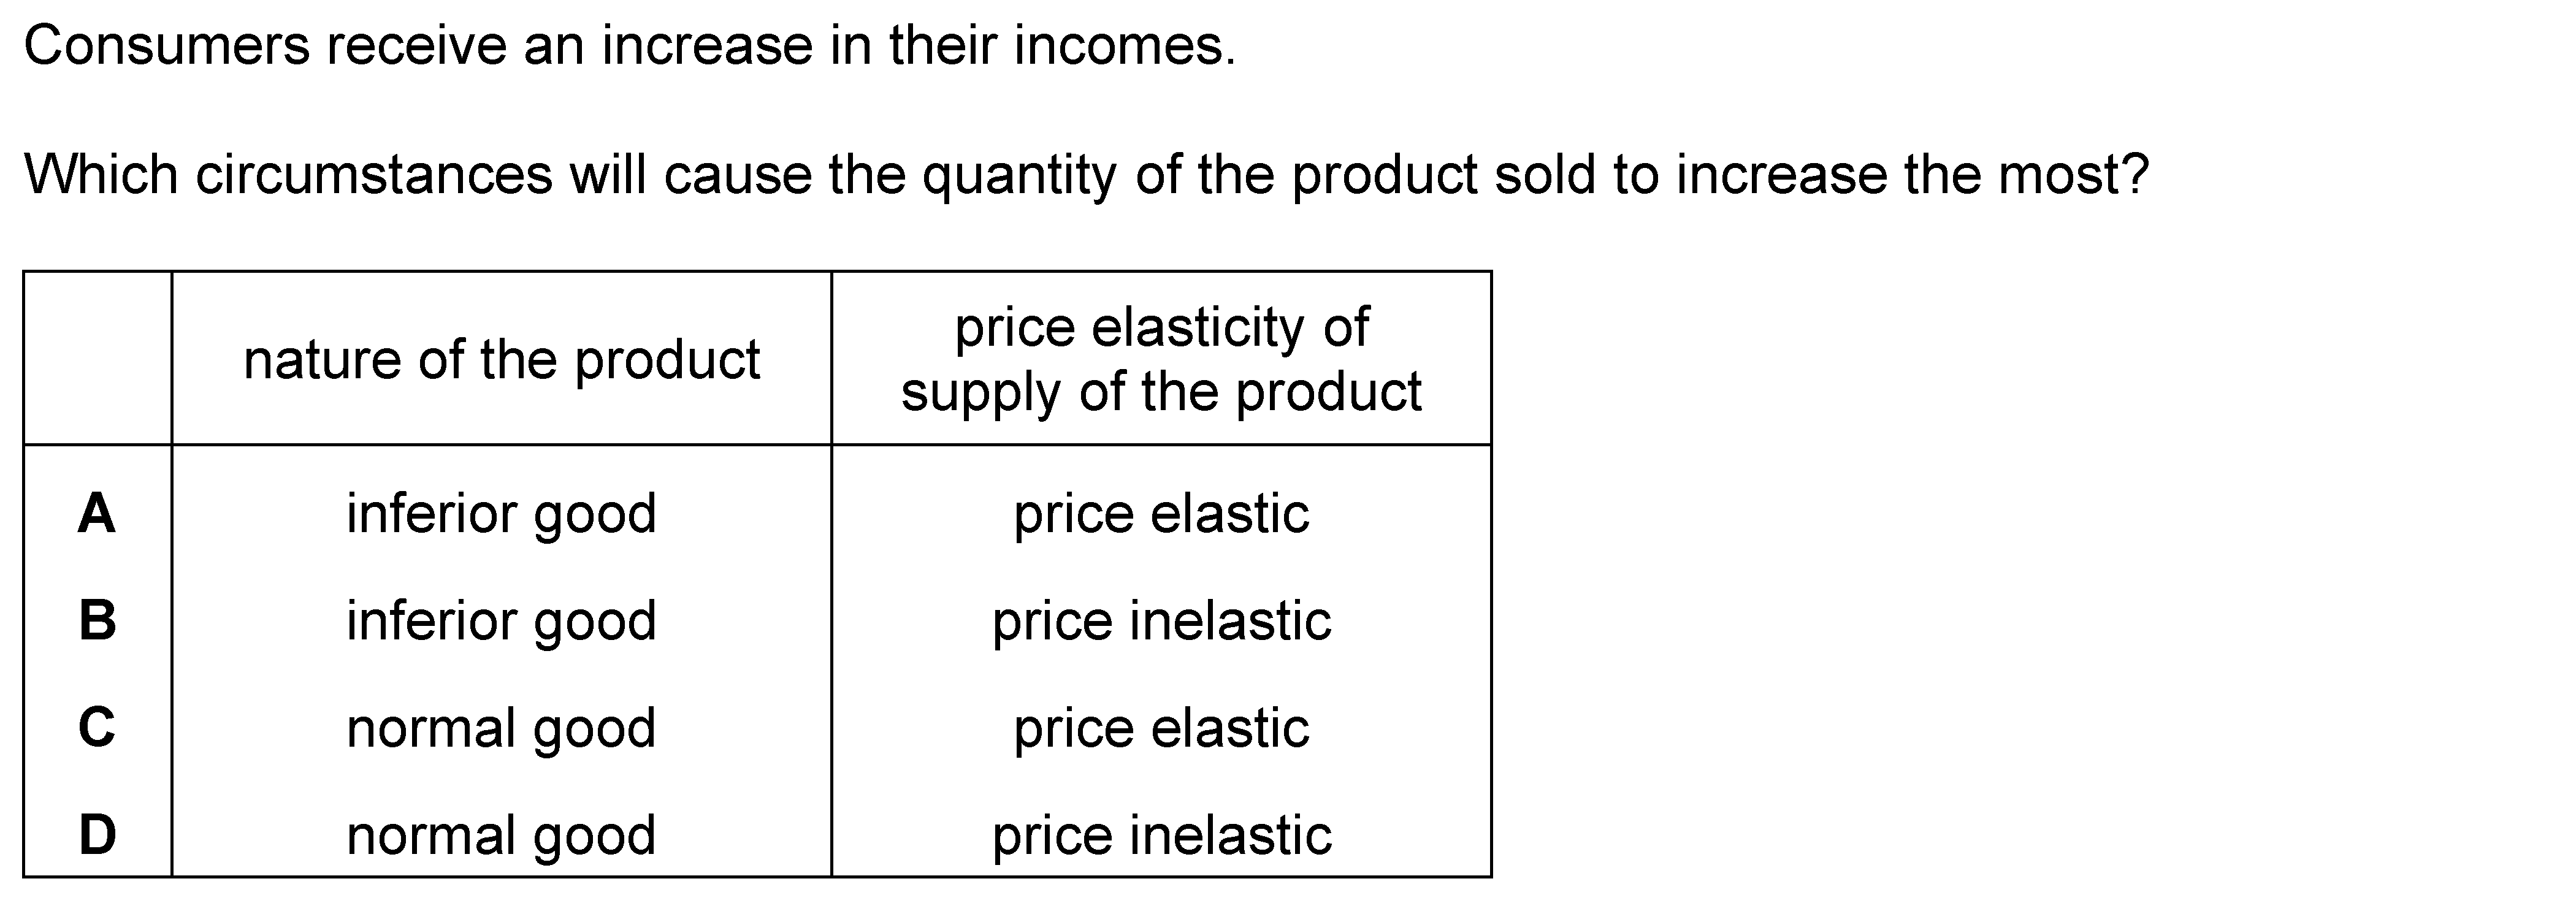 Consumers receive an increase in their incomes.
Which circumstances will cause the quantity of the product sold to increase the most?
nature of the product
price elasticity of
supply of the product
A inferior good price elastic
B inferior good price inelastic
C normal good price elastic
D normal good price inelastic